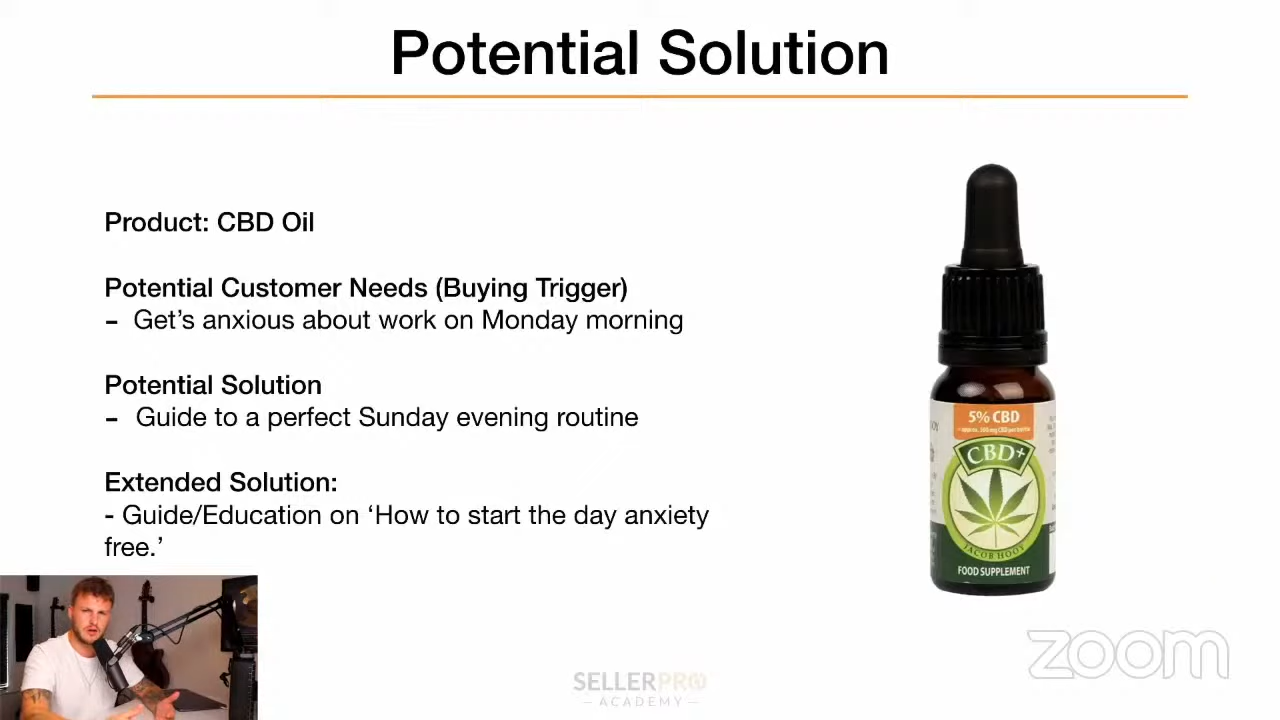 Potential Solution
Product: CBD Oil
Potential Customer Needs (Buying Trigger)
- Get's anxious about work on Monday morning
Potential Solution
- Guide to a perfect Sunday evening routine
Extended Solution:
- Guide/Education on ‘How to start the day anxiety
free.’
5% CBD
CBD+
JACOB HOOY
FOOD SUPPLEMENT
zoom
SELLERPRO
ACADEMY